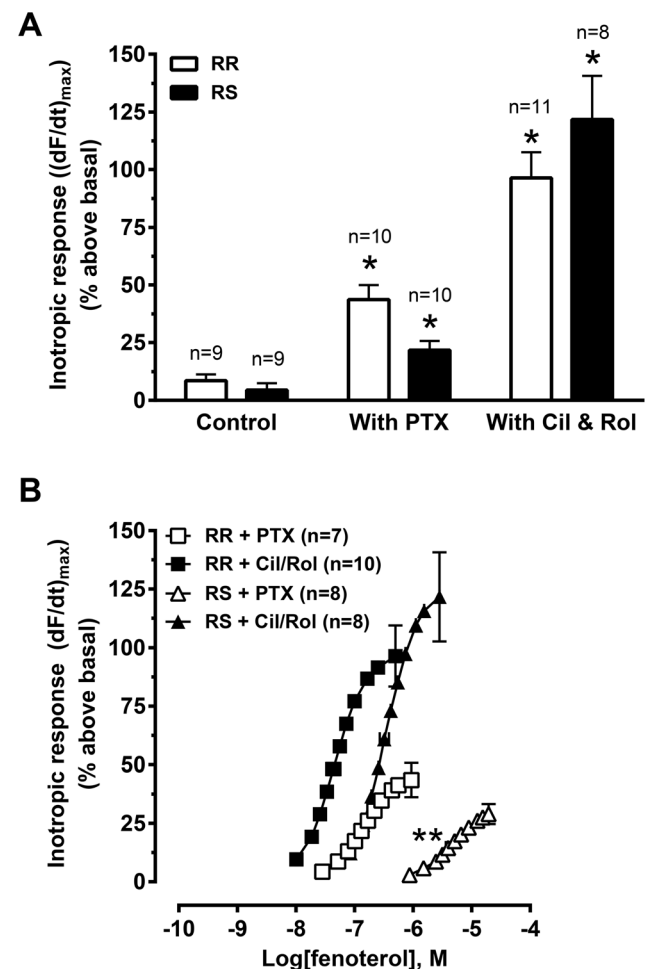 A
Inotropic response ((dF/dt)max)
(% above basal)
150
125
100
75
50
25
0
RR
RS
n=9
n=9
n=10
*
n=10
*
n=11
*
n=8
*
Control
With PTX
With Cil & Rol
B
Inotropic response (dF/dt)max)
(% above basal)
150
125
100
75
50
25
0
RR + PTX (n=7)
RR + Cil/Rol (n=10)
RS + PTX (n=8)
RS + Cil/Rol (n=8)
**
-10
-9
-8
-7
-6
-5
-4
Log[fenoterol], M